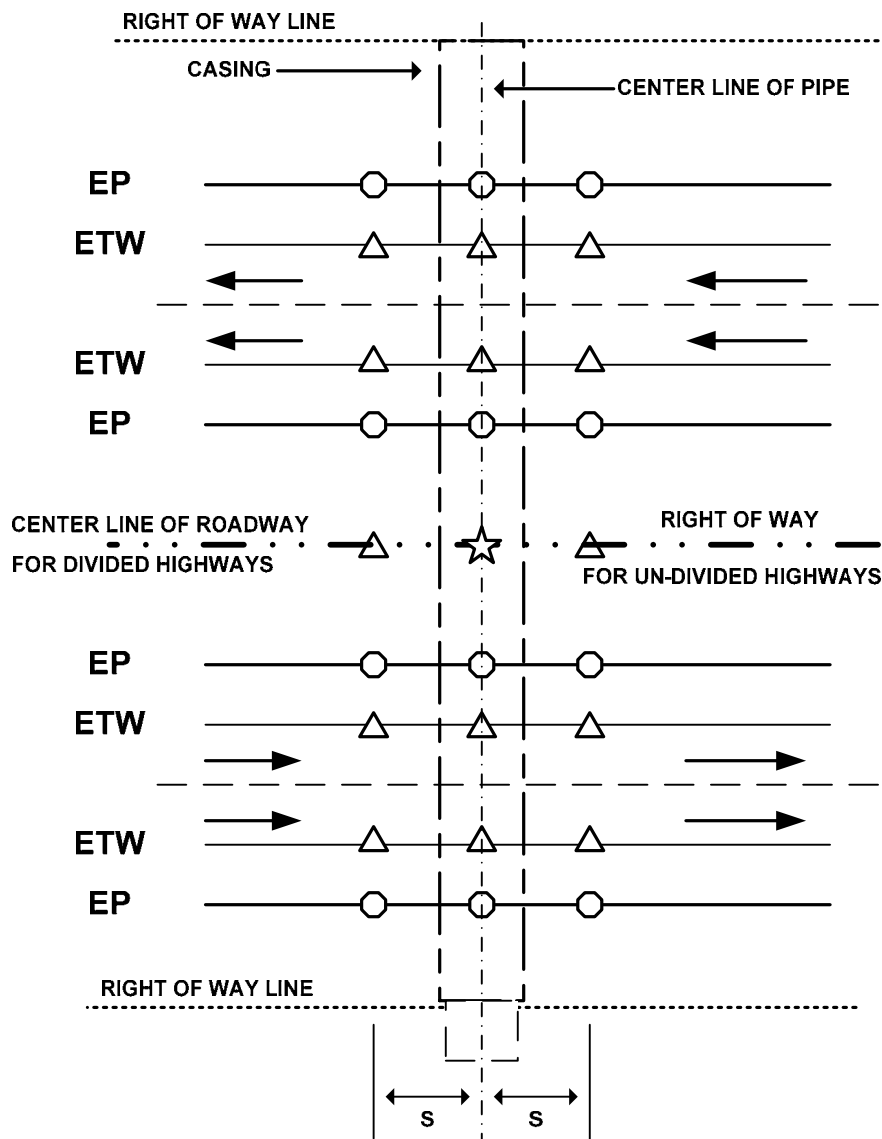 RIGHT OF WAY LINE
CASING
CENTER LINE OF PIPE
EP
ETW
ETW
EP
CENTER LINE OF ROADWAY
FOR DIVIDED HIGHWAYS
RIGHT OF WAY
FOR UN-DIVIDED HIGHWAYS
EP
ETW
ETW
EP
RIGHT OF WAY LINE
S
S